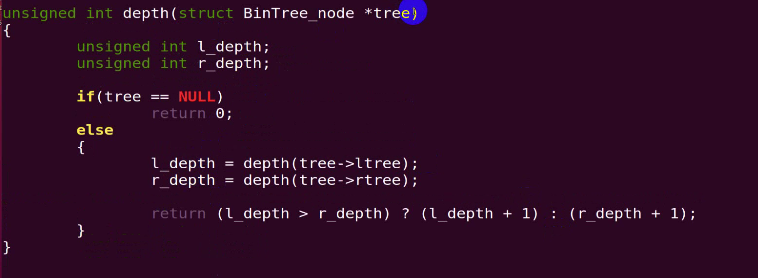 unsigned int depth(struct BinTree_node *tree)
{
        unsigned int l_depth;
        unsigned int r_depth;

        if(tree == NULL)
                return 0;
        else
        {
                l_depth = depth(tree->ltree);
                r_depth = depth(tree->rtree);

                return (l_depth > r_depth) ? (l_depth + 1) : (r_depth + 1);
        }
}